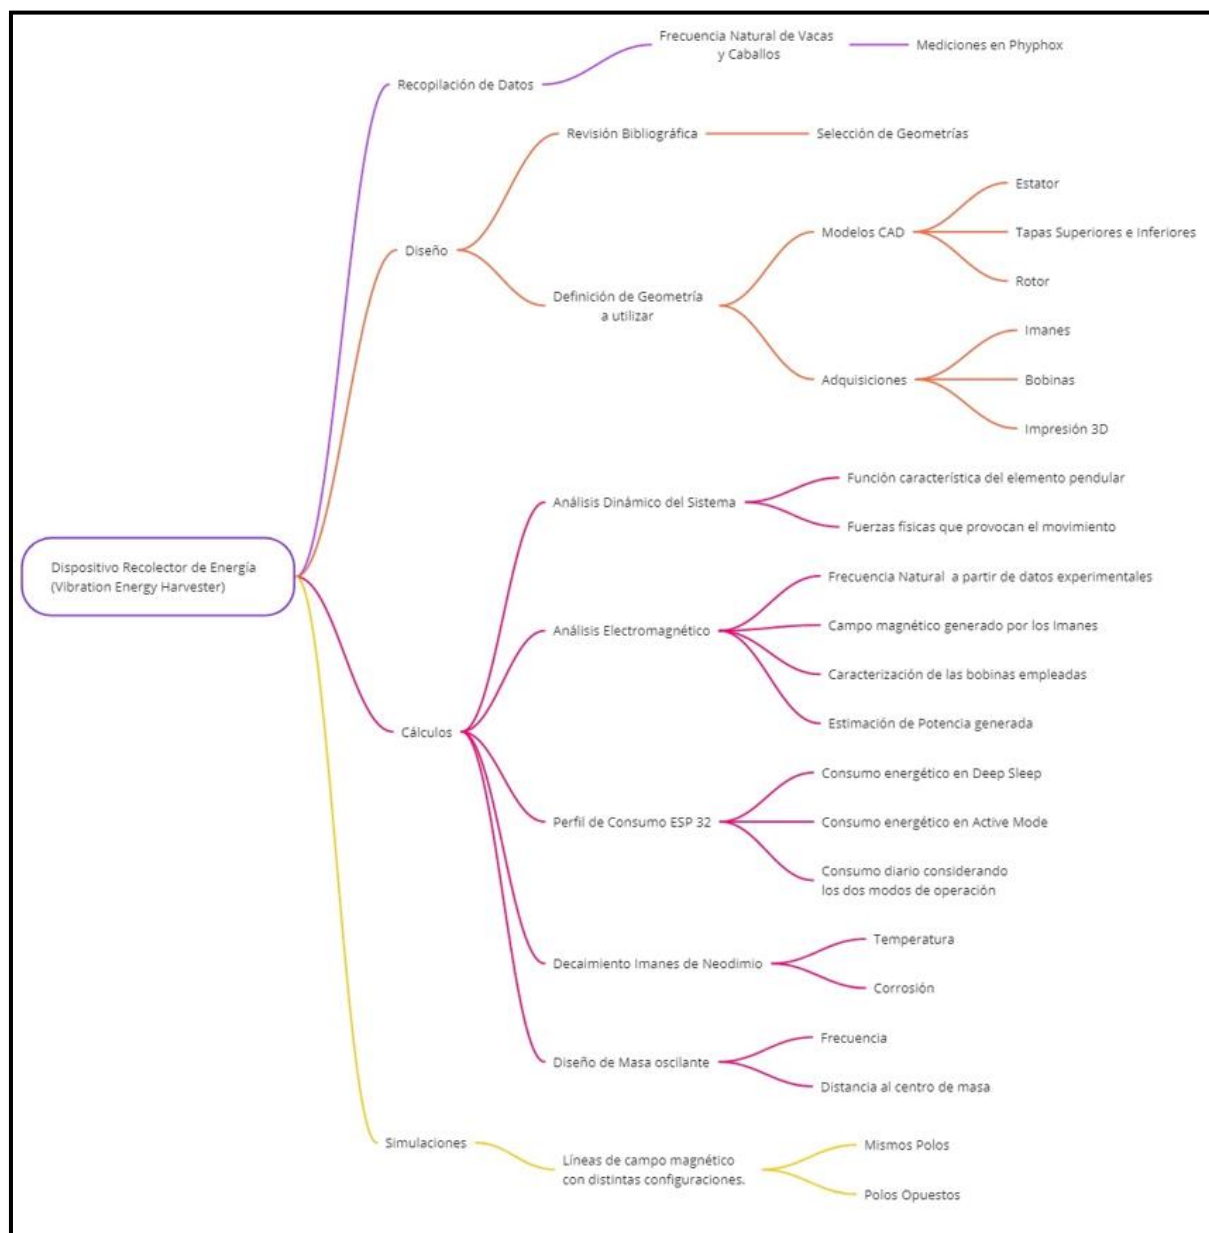 Dispositivo Recolector de Energía
(Vibration Energy Harvester)
Recopilación de Datos
Frecuencia Natural de Vacas
y Caballos
Mediciones en Phyphox
Diseño
Revisión Bibliográfica
Selección de Geometrías
Definición de Geometría
a utilizar
Modelos CAD
Estator
Tapas Superiores e Inferiores
Rotor
Adquisiciones
Imanes
Bobinas
Impresión 3D
Cálculos
Análisis Dinámico del Sistema
Función característica del elemento pendular
Fuerzas físicas que provocan el movimiento
Análisis Electromagnético
Frecuencia Natural a partir de datos experimentales
Campo magnético generado por los Imanes
Caracterización de las bobinas empleadas
Estimación de Potencia generada
Perfil de Consumo ESP 32
Consumo energético en Deep Sleep
Consumo energético en Active Mode
Consumo diario considerando
los dos modos de operación
Decaimiento Imanes de Neodimio
Temperatura
Corrosión
Diseño de Masa oscilante
Frecuencia
Distancia al centro de masa
Simulaciones
Líneas de campo magnético
con distintas configuraciones.
Mismos Polos
Polos Opuestos